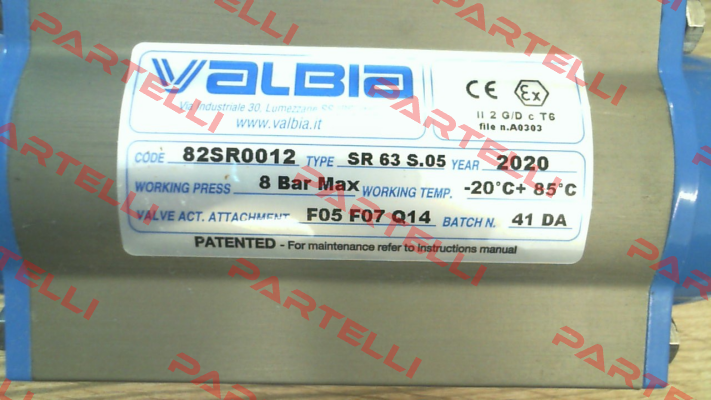 VALBIA
Via Industriale 30, Lumezzane
www.valbia.it
CE Ex
II 2 G/D c T6
file n.A0303
CODE 82SR0012 TYPE SR 63 S.05 YEAR 2020
WORKING PRESS 8 Bar Max WORKING TEMP. -20°C+ 85°C
VALVE ACT. ATTACHMENT F05 F07 Q14 BATCH N. 41 DA
PATENTED - For maintenance refer to instructions manual
PARTELLI
PARTELLI
PARTELLI
PARTELLI
PARTELLI
PARTELLI
PARTELLI